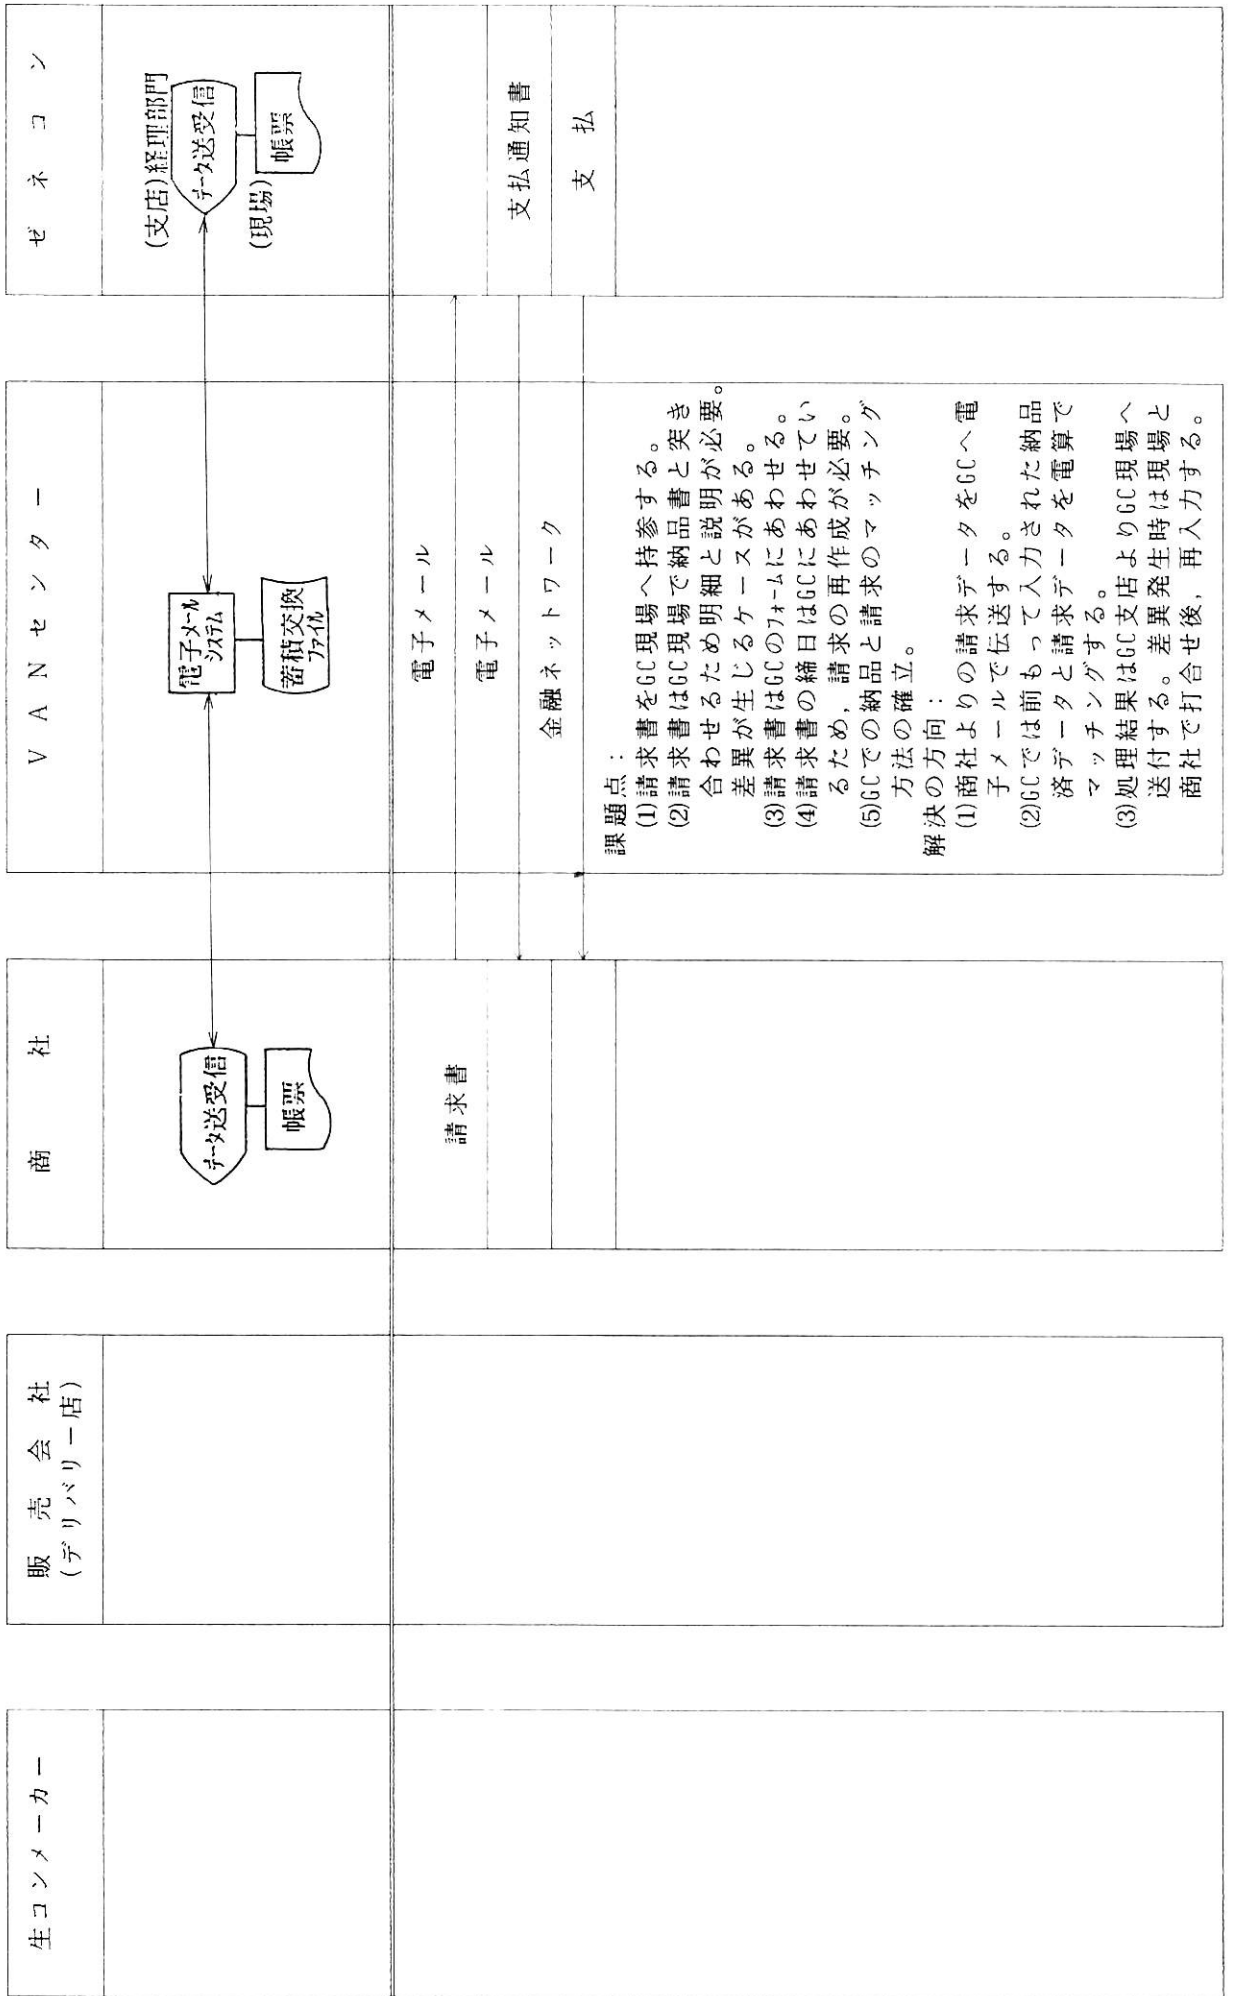 生コンメーカー
販売会社
(デリバリー店)
商社
VANセンター
ゼネコン
データ送受信
帳票
電子メール
システム
蓄積交換
ファイル
(支店)経理部門
データ送受信
(現場)
帳票
請求書
電子メール
電子メール
支払通知書
金融ネットワーク
支払
課題点:
(1)請求書をGC現場へ持参する。
(2)請求書はGC現場で納品書と突き
合わせるため明細と説明が必要。
差異が生じるケースがある。
(3)請求書はGCのフォームにあわせる。
(4)請求書の締日はGCにあわせてい
るため,請求の再作成が必要。
(5)GCでの納品と請求のマッチング
方法の確立。
解決の方向:
(1)商社よりの請求データをGCへ電
子メールで伝送する。
(2)GCでは前もって入力された納品
済データと請求データを電算で
マッチングする。
(3)処理結果はGC支店よりGC現場へ
送付する。差異発生時は現場と
商社で打合せ後,再入力する。